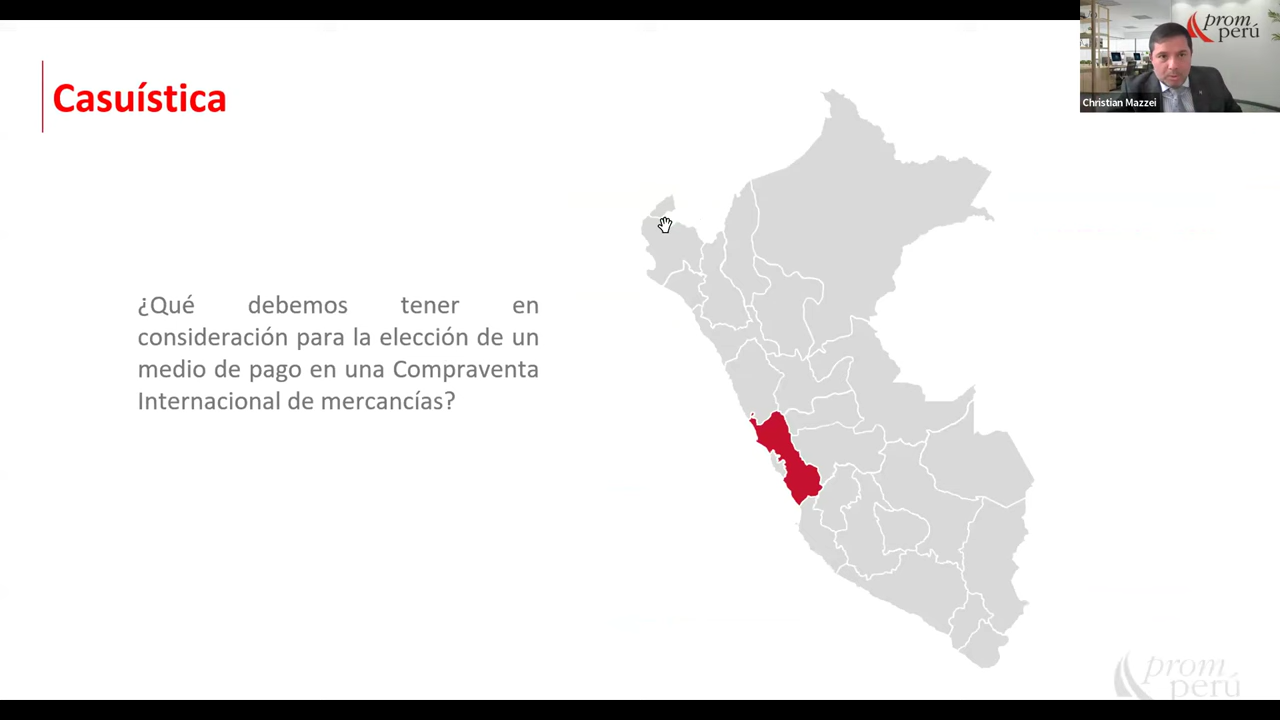 prom
perú
Christian Mazzei
Casuística
¿Qué debemos tener en
consideración para la elección de un
medio de pago en una Compraventa
Internacional de mercancías?
prom
perú